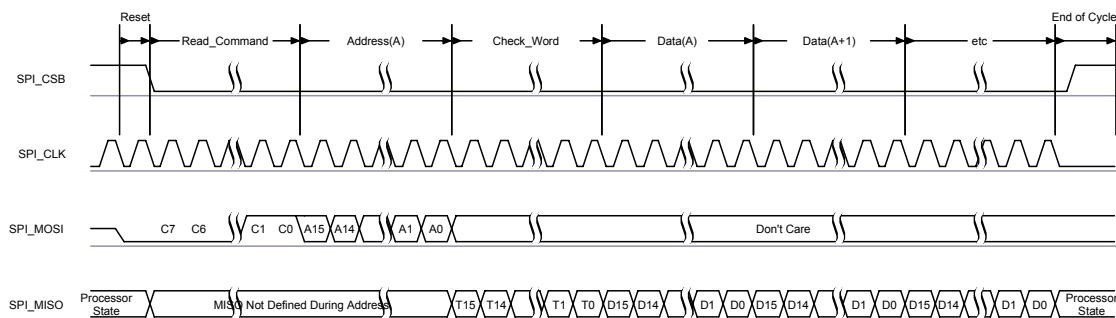 Reset
End of Cycle
Read_Command
Address(A)
Check_Word
Data(A)
Data(A+1)
etc
SPI_CSB
SPI_CLK
SPI_MOSI
C7 C6 C1 C0 A15 A14 A1 A0 Don't Care
SPI_MISO
Processor State
MISO Not Defined During Address
T15 T14 T1 T0 D15 D14 D1 D0 D15 D14 D1 D0 D15 D14 D1 D0
Processor State